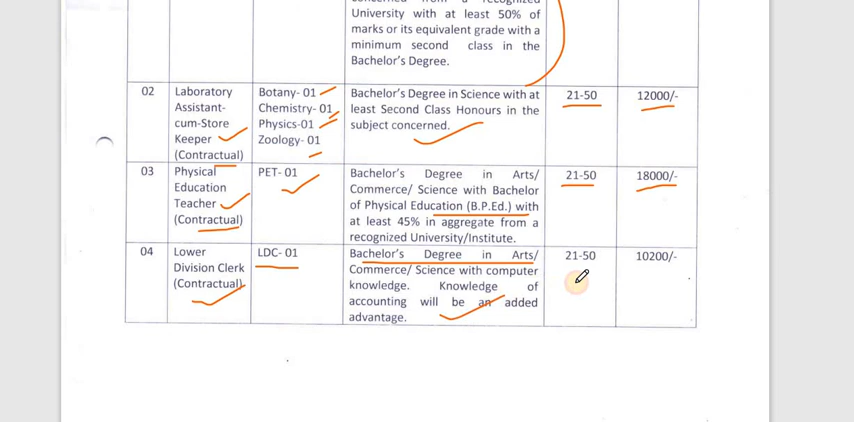 concerned from a recognized
University with at least 50% of
marks or its equivalent grade with a
minimum second class in the
Bachelor's Degree.
02
Laboratory
Assistant-
cum-Store
Keeper
(Contractual)
Botany- 01
Chemistry- 01
Physics-01
Zoology- 01
Bachelor's Degree in Science with at
least Second Class Honours in the
subject concerned.
21-50
12000/-
03
Physical
Education
Teacher
(Contractual)
PET- 01
Bachelor's Degree in Arts/
Commerce/ Science with Bachelor
of Physical Education (B.P.Ed.) with
at least 45% in aggregate from a
recognized University/Institute.
21-50
18000/-
04
Lower
Division Clerk
(Contractual)
LDC- 01
Bachelor's Degree in Arts/
Commerce/ Science with computer
knowledge. Knowledge of
accounting will be an added
advantage.
21-50
10200/-